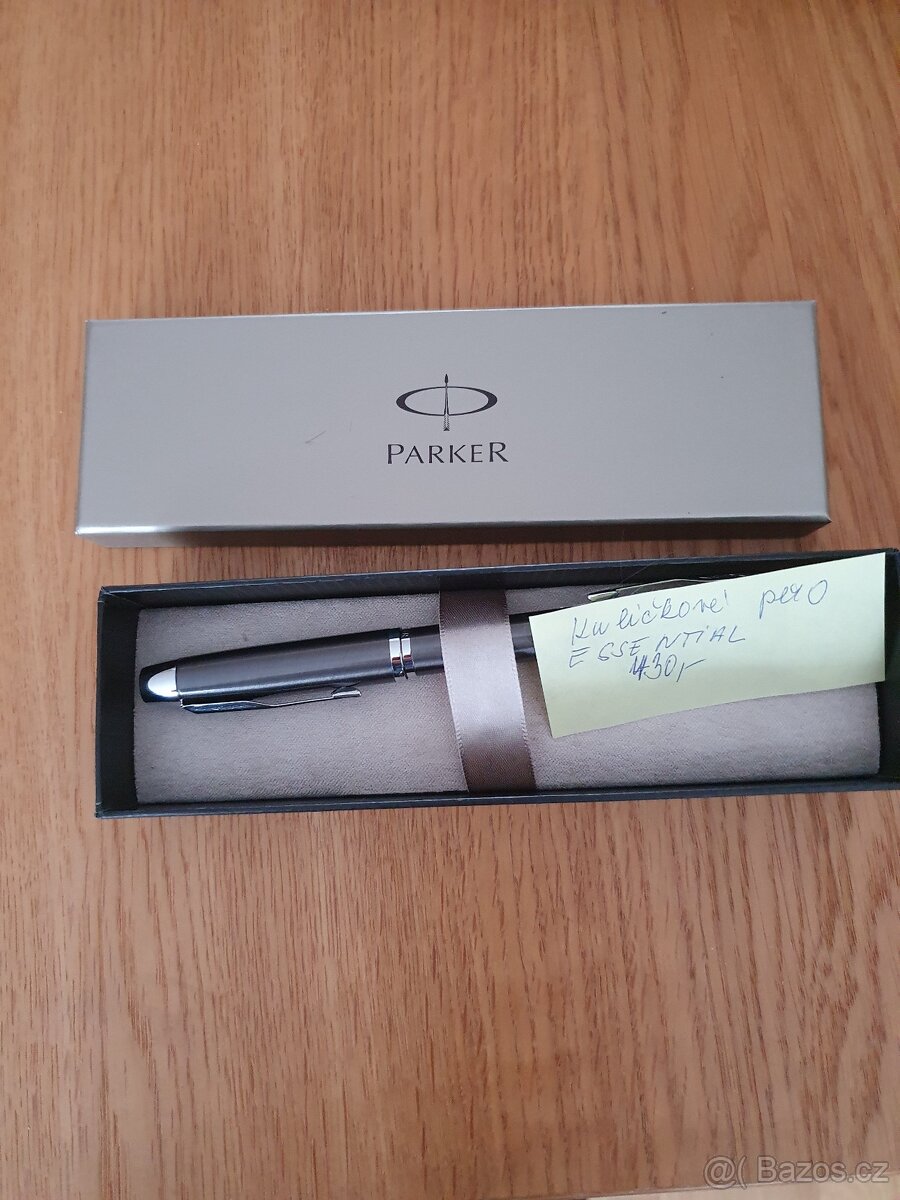 PARKER
Kuličkové pero
ESSENTIAL
430,-
@( Bazos.cz